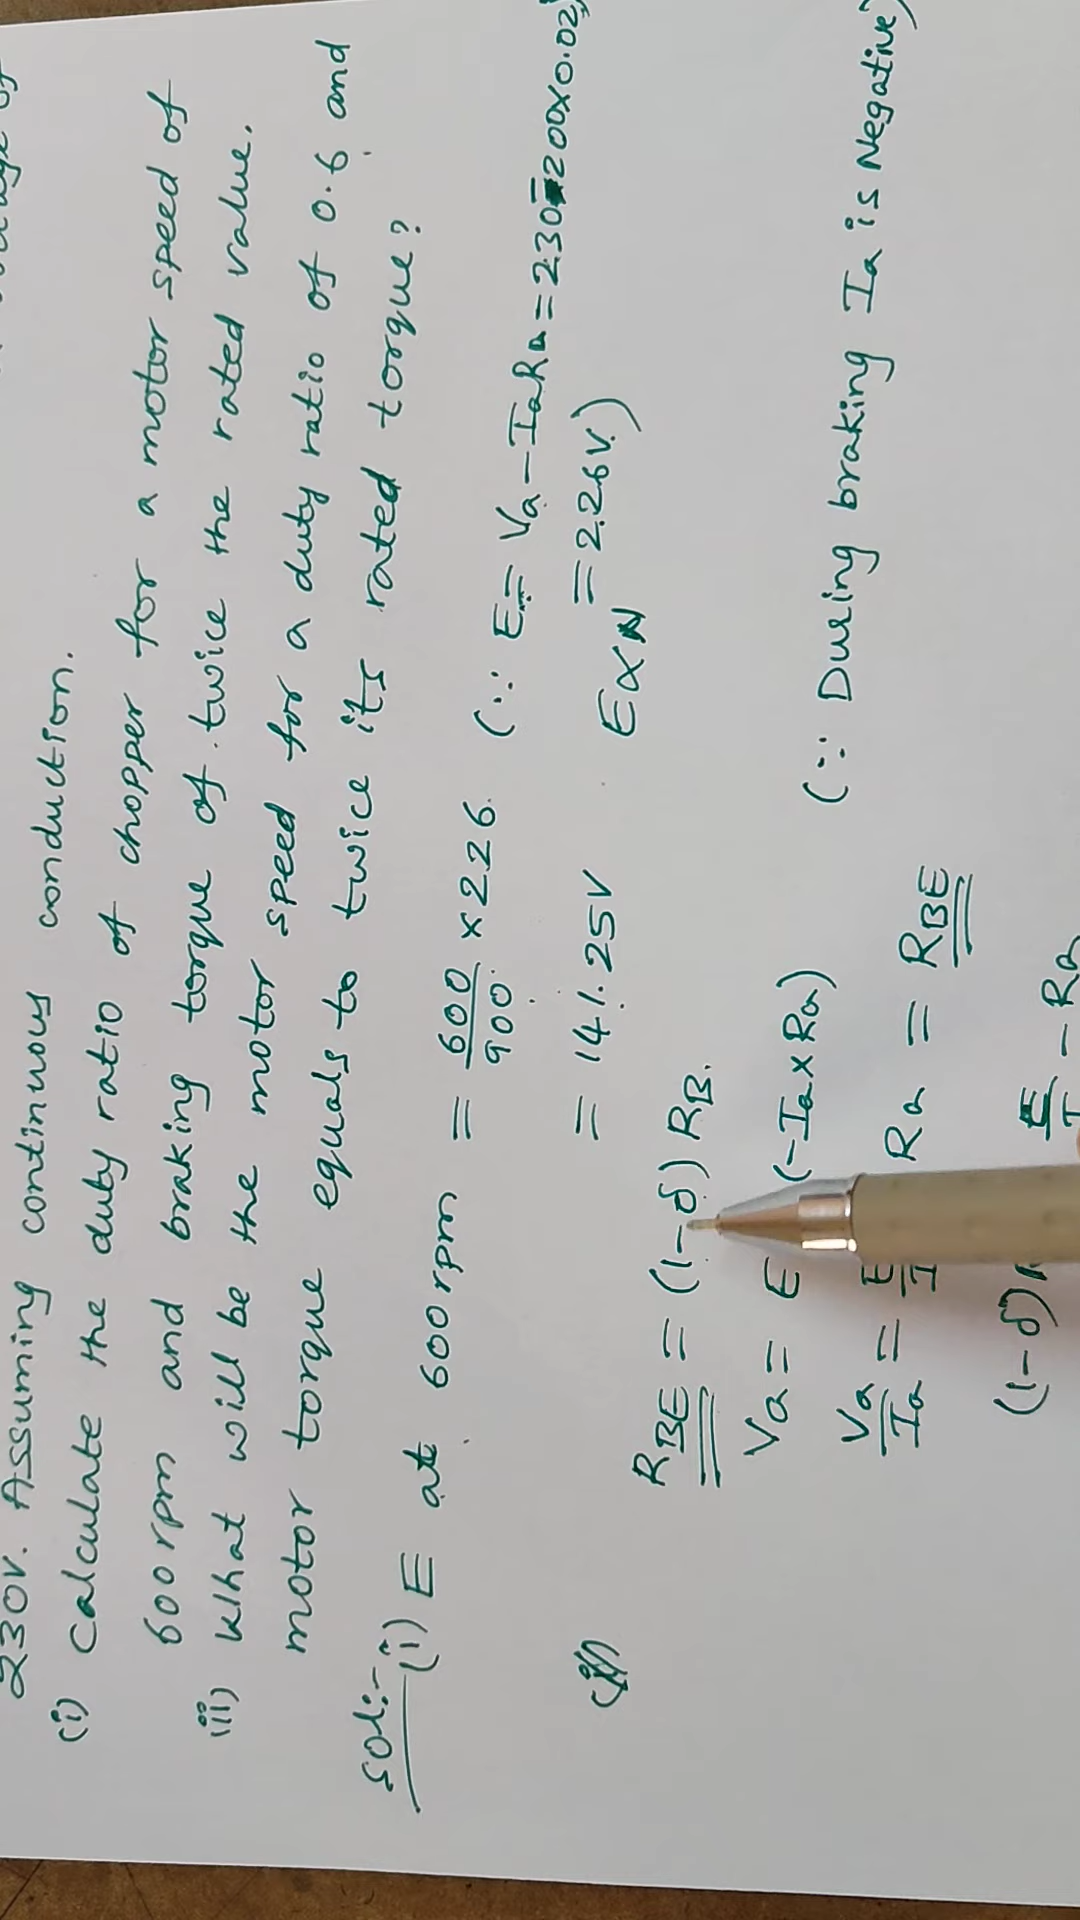 230V. Assuming continuous conduction.
(i) Calculate the duty ratio of chopper for a motor speed of
600 rpm and braking torque of twice the rated value.
(ii) What will be the motor speed for a duty ratio of 0.6 and
motor torque equals to twice its rated torque?
Sol:- (i) E at 600 rpm = 600/900 × 226. (∵ E = Va - IaRa = 230 - 200×0.02
= 141.25V E∝N = 226V.)
(ii)
RBE = (1-δ) RB.
Va = E (-Ia×Ra)
Va/Ia = E/I Ra = RBE (∵ During braking Ia is Negative)
(1-δ) E/I - Ra